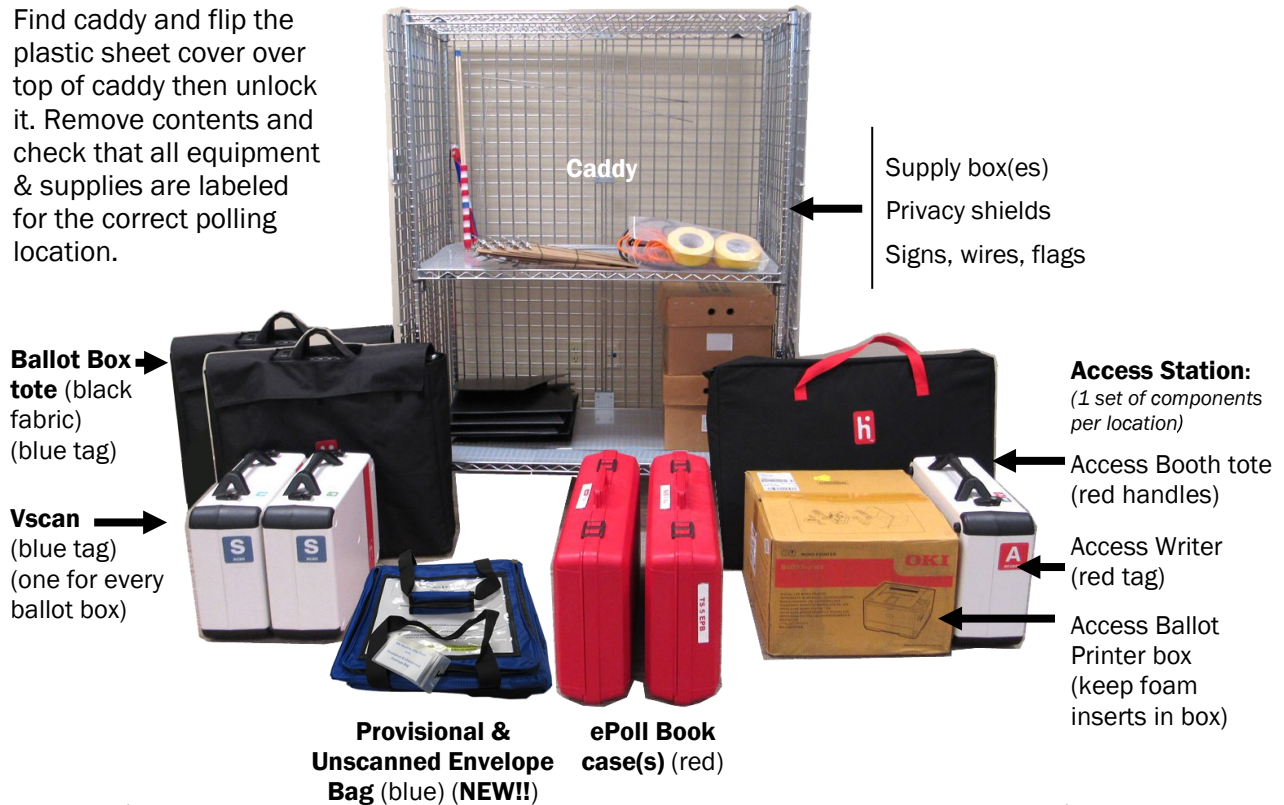 Find caddy and flip the
plastic sheet cover over
top of caddy then unlock
it. Remove contents and
check that all equipment
& supplies are labeled
for the correct polling
location.
Caddy
Supply box(es)
Privacy shields
Signs, wires, flags
Ballot Box
tote (black
fabric)
(blue tag)
Vscan
(blue tag)
(one for every
ballot box)
S
S
Provisional &
Unscanned Envelope
Bag (blue) (NEW!!)
TS 5 EPB
ePoll Book
case(s) (red)
h
OKI
A
Access Station:
(1 set of components
per location)
Access Booth tote
(red handles)
Access Writer
(red tag)
Access Ballot
Printer box
(keep foam
inserts in box)